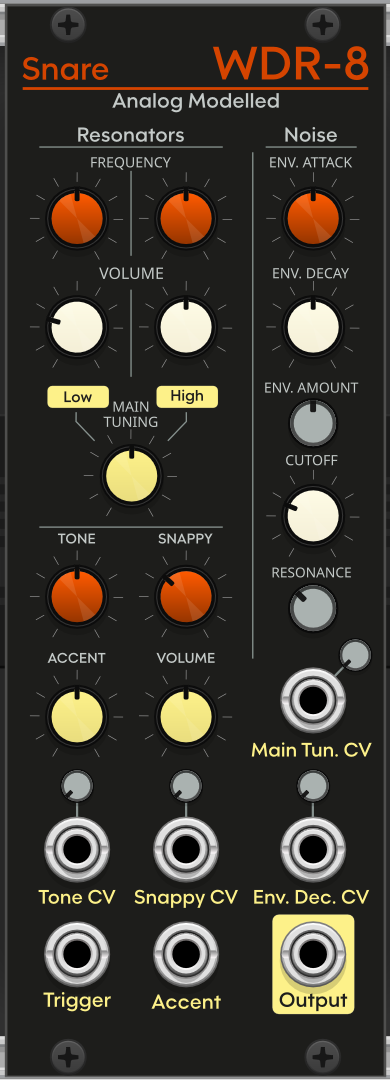 Snare WDR-8
Analog Modelled
Resonators Noise
FREQUENCY ENV. ATTACK
VOLUME ENV. DECAY
Low High
MAIN
TUNING
ENV. AMOUNT
CUTOFF
TONE SNAPPY
RESONANCE
ACCENT VOLUME
Main Tun. CV
Tone CV Snappy CV Env. Dec. CV
Trigger Accent Output